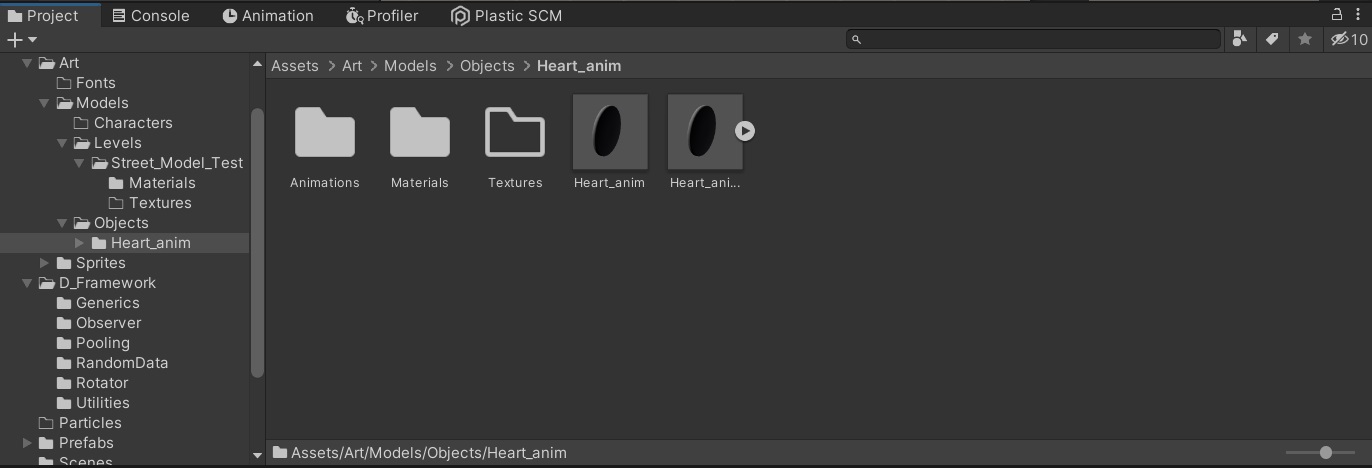 Project Console Animation Profiler Plastic SCM
10
Art
Fonts
Models
Characters
Levels
Street_Model_Test
Materials
Textures
Objects
Heart_anim
Sprites
D_Framework
Generics
Observer
Pooling
RandomData
Rotator
Utilities
Particles
Prefabs
Scenes
Assets > Art > Models > Objects > Heart_anim
Animations Materials Textures Heart_anim Heart_ani...
Assets/Art/Models/Objects/Heart_anim